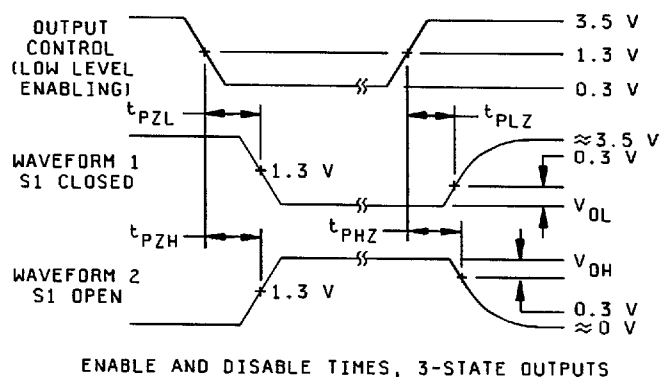 OUTPUT
CONTROL
(LOW LEVEL
ENABLING)
3.5 V
1.3 V
0.3 V
tPZL
tPLZ
WAVEFORM 1
S1 CLOSED
1.3 V
≈3.5 V
0.3 V
VOL
tPZH
tPHZ
WAVEFORM 2
S1 OPEN
1.3 V
VOH
0.3 V
≈0 V
ENABLE AND DISABLE TIMES, 3-STATE OUTPUTS